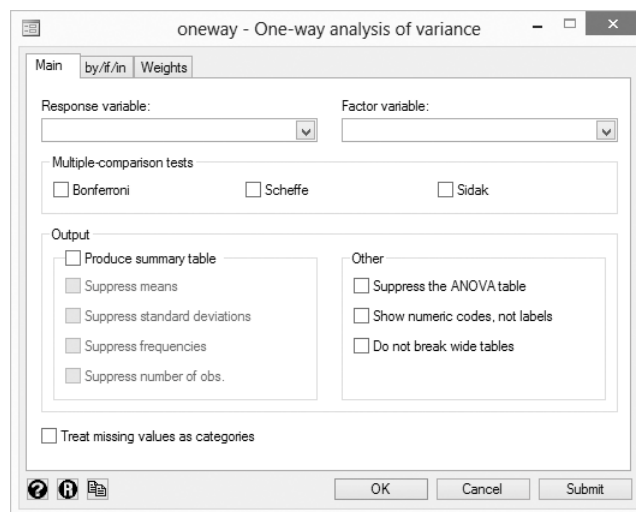 oneway - One-way analysis of variance
Main by/if/in Weights
Response variable: Factor variable:
Multiple-comparison tests
Bonferroni Scheffe Sidak
Output
Produce summary table
Suppress means
Suppress standard deviations
Suppress frequencies
Suppress number of obs.
Other
Suppress the ANOVA table
Show numeric codes, not labels
Do not break wide tables
Treat missing values as categories
? R OK Cancel Submit